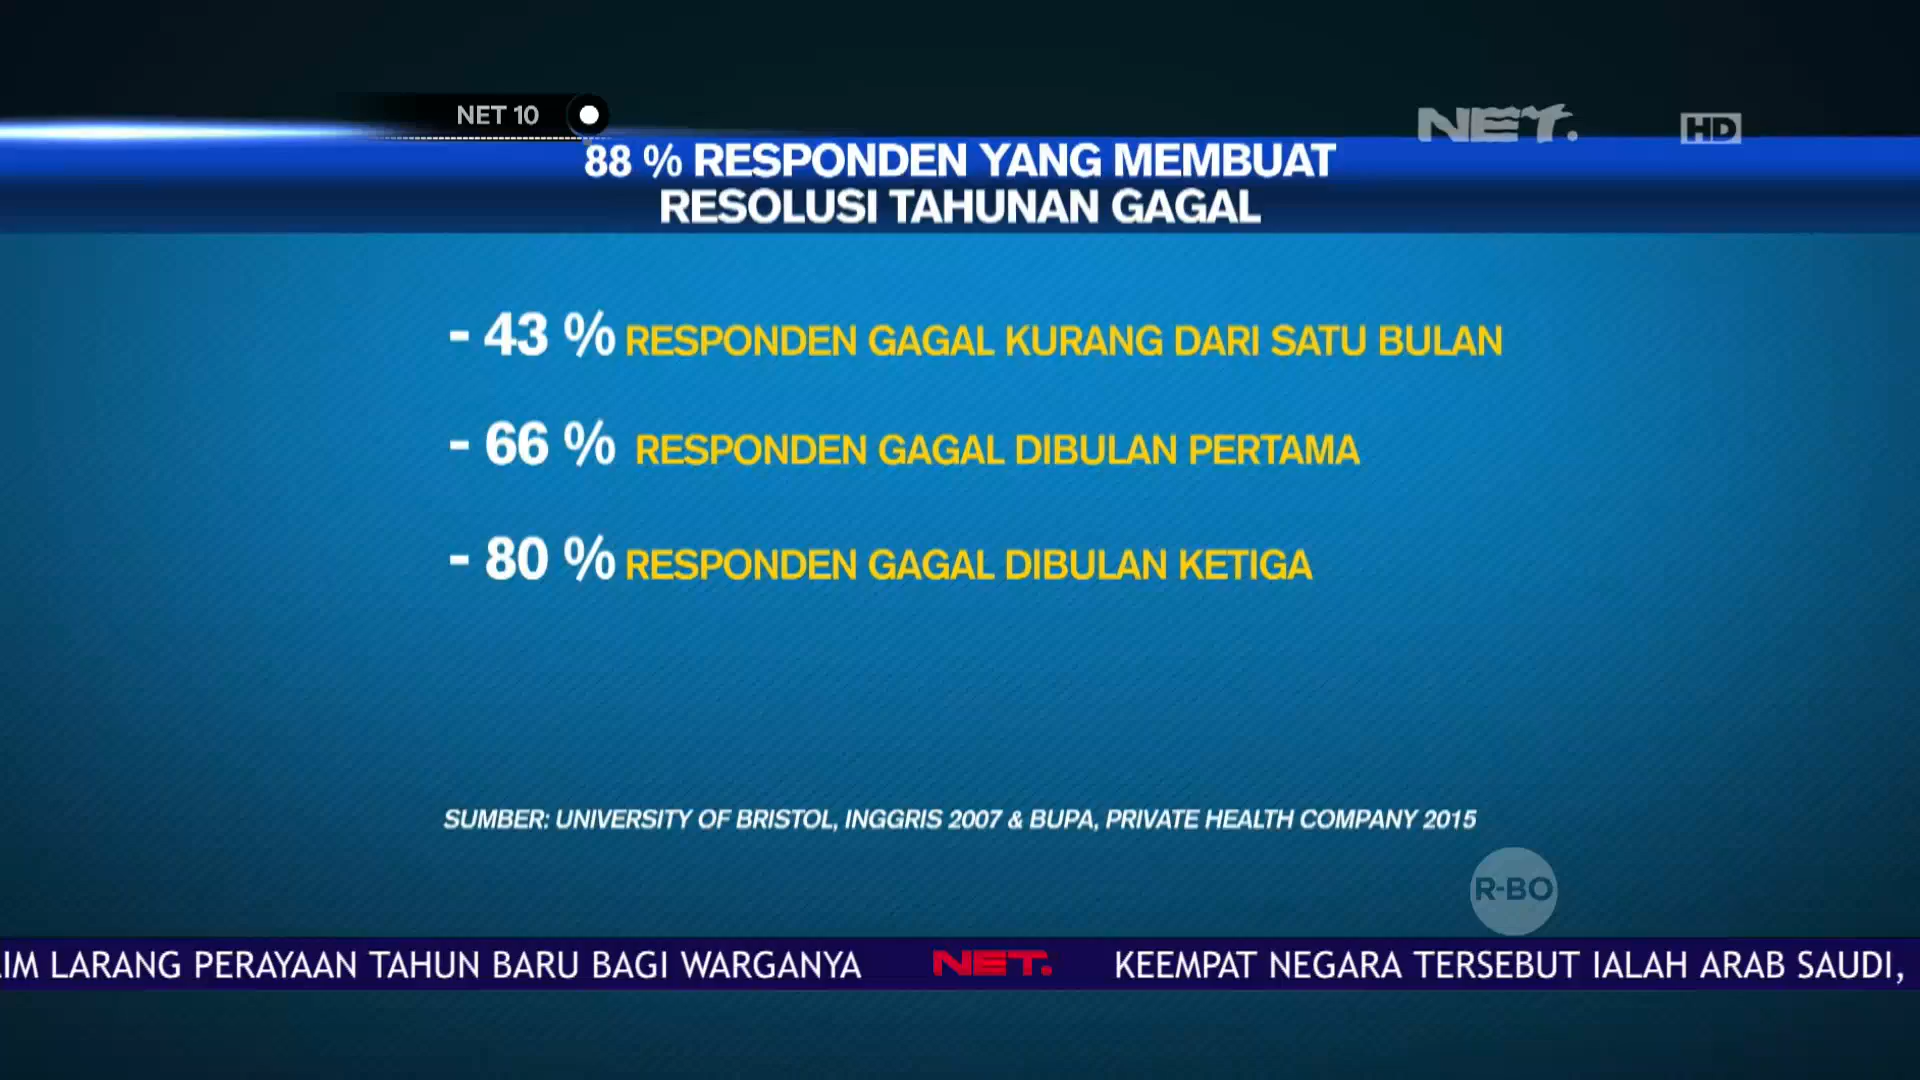 NET 10
NET.
HD
88 % RESPONDEN YANG MEMBUAT
RESOLUSI TAHUNAN GAGAL
- 43 % RESPONDEN GAGAL KURANG DARI SATU BULAN
- 66 % RESPONDEN GAGAL DIBULAN PERTAMA
- 80 % RESPONDEN GAGAL DIBULAN KETIGA
SUMBER: UNIVERSITY OF BRISTOL, INGGRIS 2007 & BUPA, PRIVATE HEALTH COMPANY 2015
R-BO
LARANG PERAYAAN TAHUN BARU BAGI WARGANYA NET. KEEMPAT NEGARA TERSEBUT IALAH ARAB SAUDI,